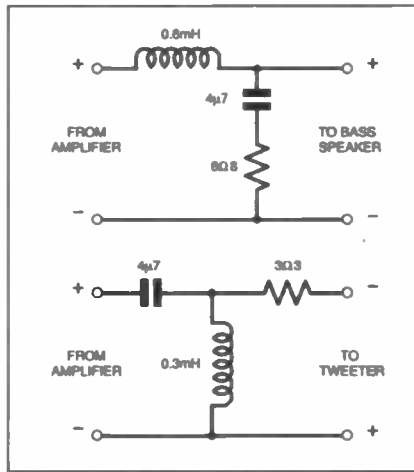 0.6mH
+ +
4µ7
FROM AMPLIFIER
TO BASS SPEAKER
6Ω8
− −
4µ7
3Ω3
+ −
FROM AMPLIFIER
0.3mH
TO TWEETER
− +